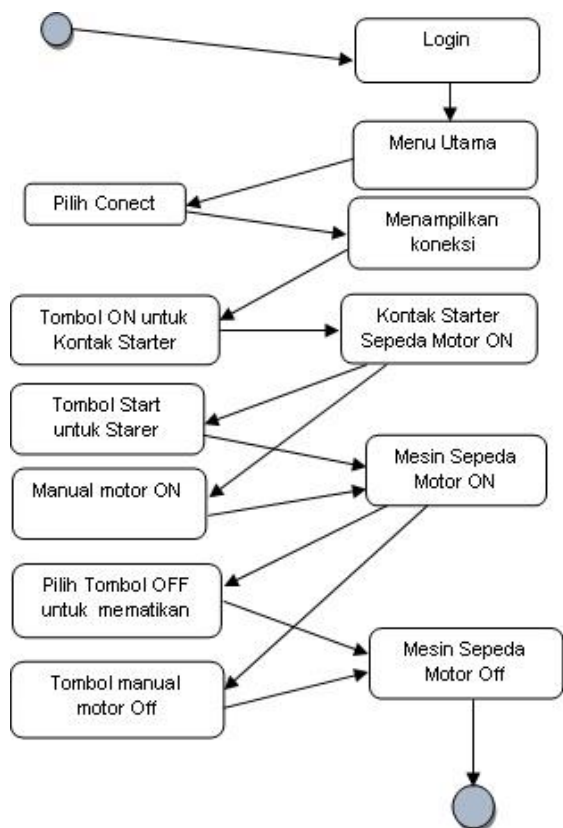 Login
Menu Utama
Pilih Conect
Menampilkan
koneksi
Tombol ON untuk
Kontak Starter
Kontak Starter
Sepeda Motor ON
Tombol Start
untuk Starer
Mesin Sepeda
Motor ON
Manual motor ON
Pilih Tombol OFF
untuk mematikan
Mesin Sepeda
Motor Off
Tombol manual
motor Off